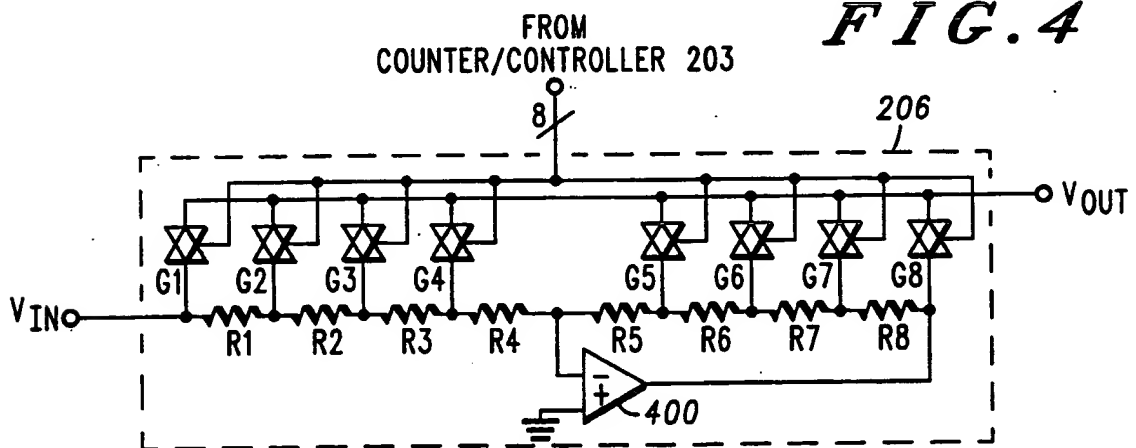 FIG.4
FROM
COUNTER/CONTROLLER 203
8
206
VOUT
G1 G2 G3 G4 G5 G6 G7 G8
VIN
R1 R2 R3 R4 R5 R6 R7 R8
−
+
400